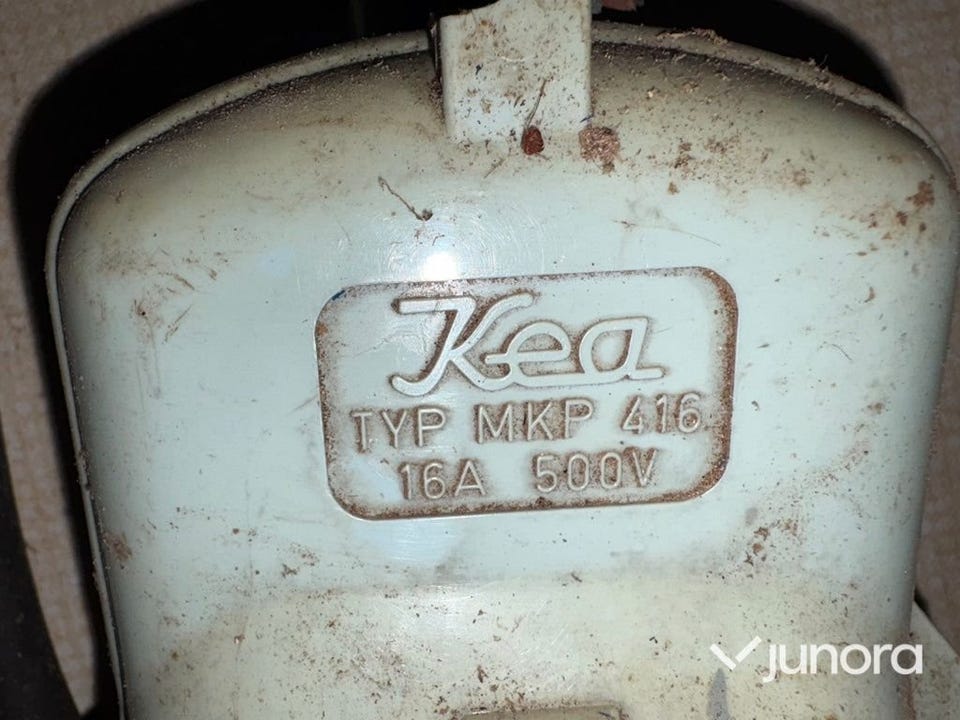 Kea
TYP MKP 416
16A 500V
junora